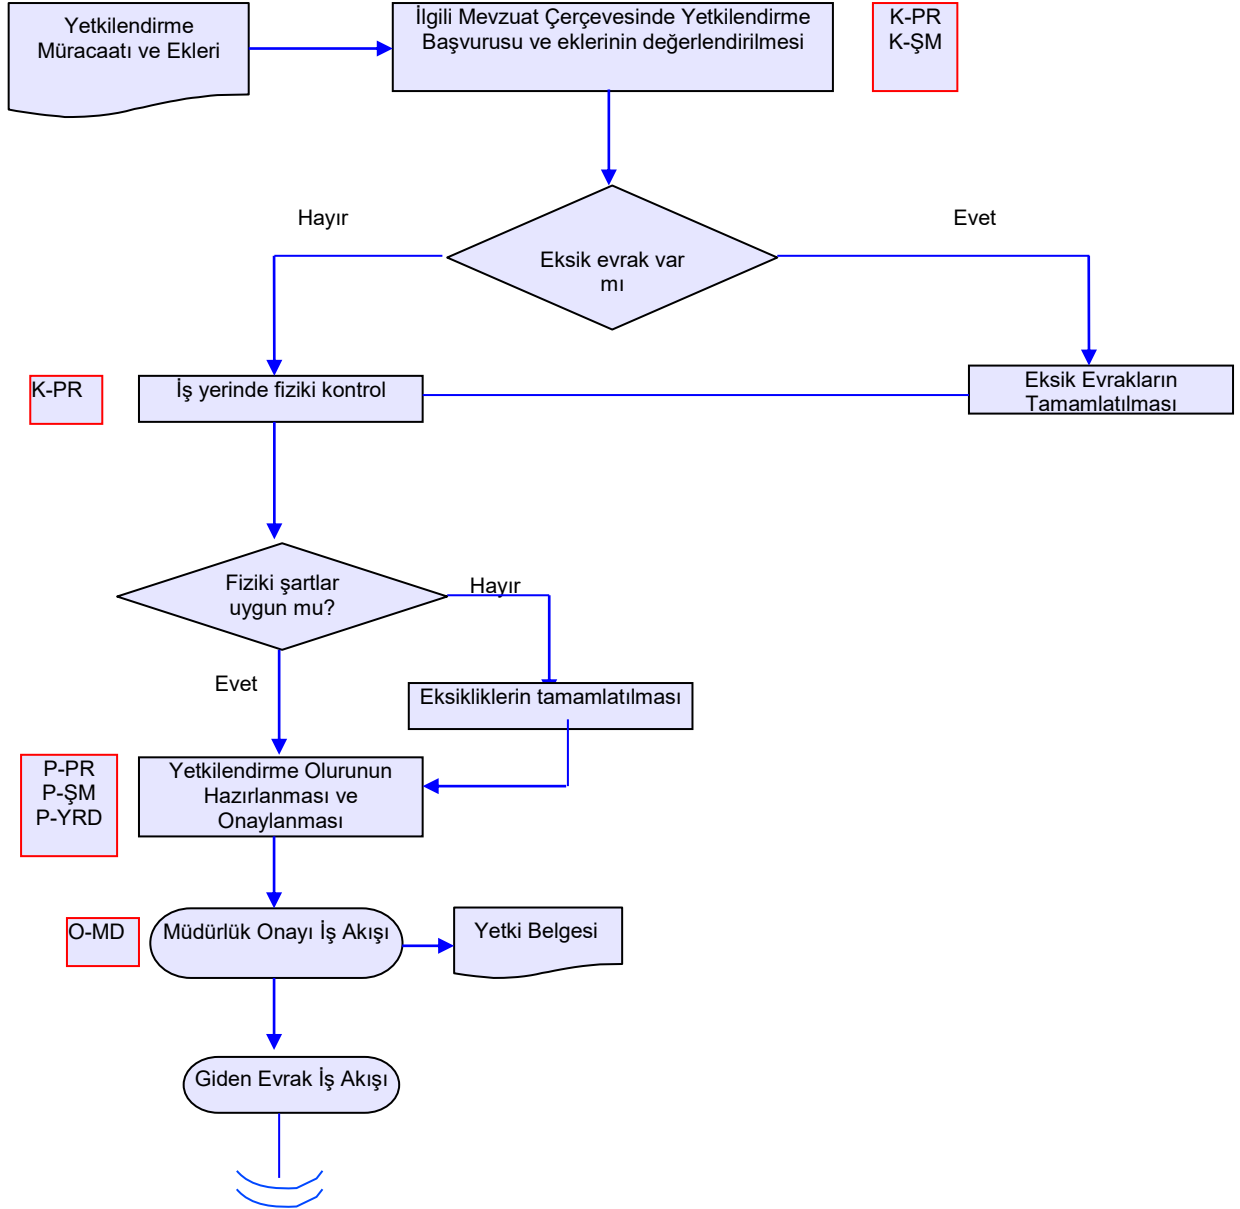 Yetkilendirme
Müracaatı ve Ekleri
İlgili Mevzuat Çerçevesinde Yetkilendirme
Başvurusu ve eklerinin değerlendirilmesi
K-PR
K-ŞM
Hayır
Evet
Eksik evrak var
mı
K-PR
İş yerinde fiziki kontrol
Eksik Evrakların
Tamamlatılması
Fiziki şartlar
uygun mu?
Hayır
Evet
Eksikliklerin tamamlatılması
P-PR
P-ŞM
P-YRD
Yetkilendirme Olurunun
Hazırlanması ve
Onaylanması
O-MD
Müdürlük Onayı İş Akışı
Yetki Belgesi
Giden Evrak İş Akışı